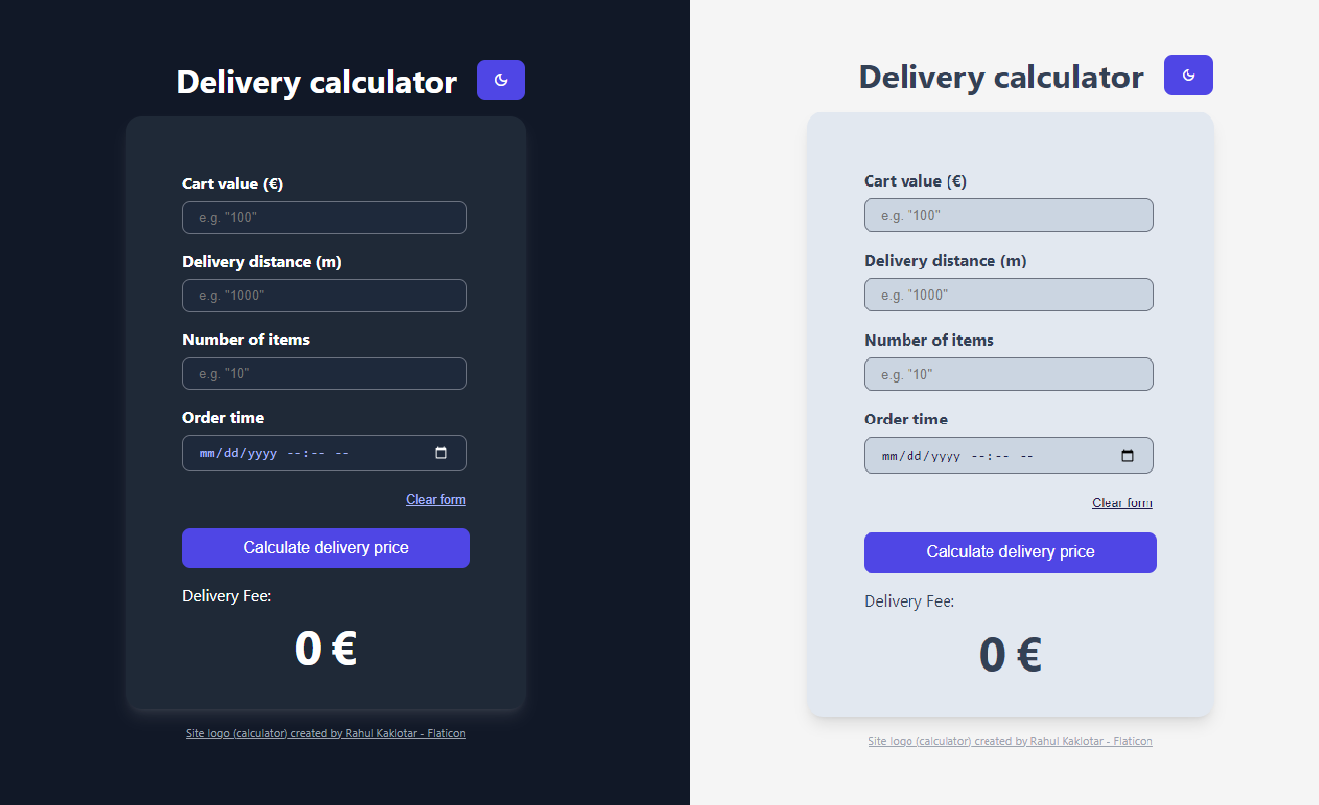 Delivery calculator
Cart value (€)
e.g. "100"
Delivery distance (m)
e.g. "1000"
Number of items
e.g. "10"
Order time
mm/dd/yyyy --:-- --
Clear form
Calculate delivery price
Delivery Fee:
0 €
Site logo (calculator) created by Rahul Kaklotar - Flaticon
Delivery calculator
Cart value (€)
e.g. "100"
Delivery distance (m)
e.g. "1000"
Number of items
e.g. "10"
Order time
mm/dd/yyyy --:-- --
Clear form
Calculate delivery price
Delivery Fee:
0 €
Site logo (calculator) created by Rahul Kaklotar - Flaticon